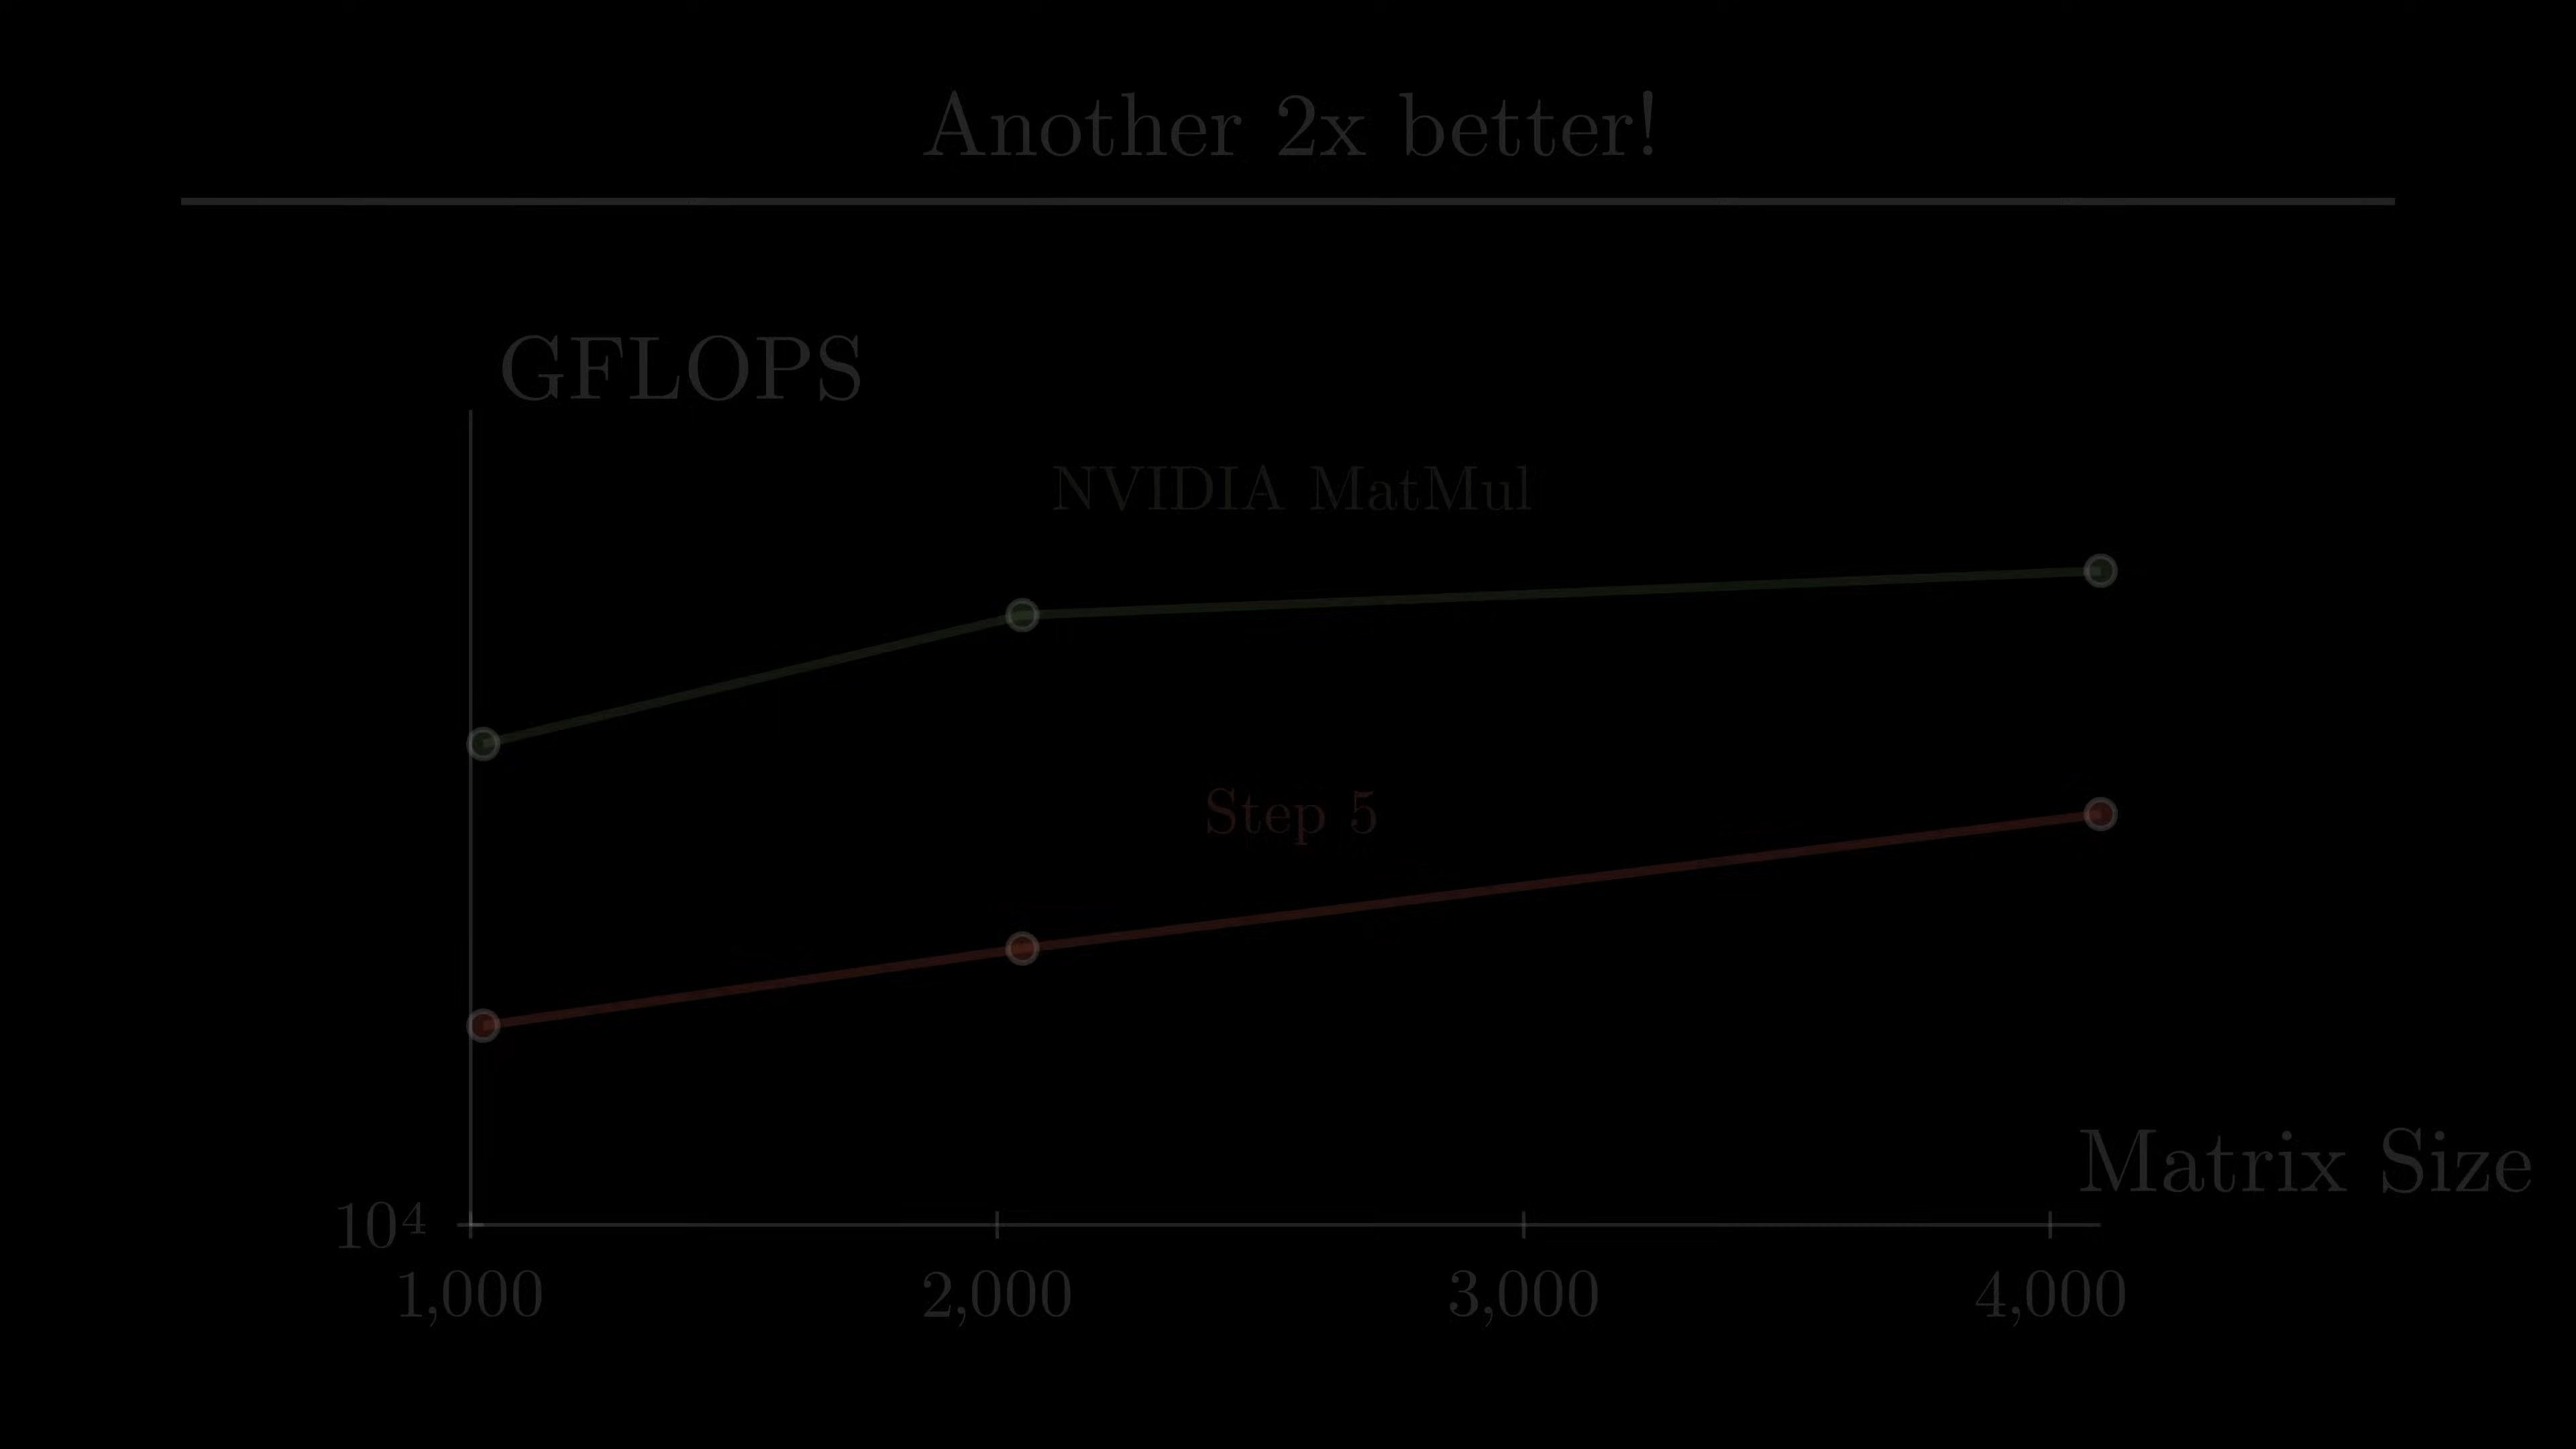 Another 2x better!
GFLOPS
NVIDIA MatMul
Step 5
Matrix Size
10⁴
1,000 2,000 3,000 4,000